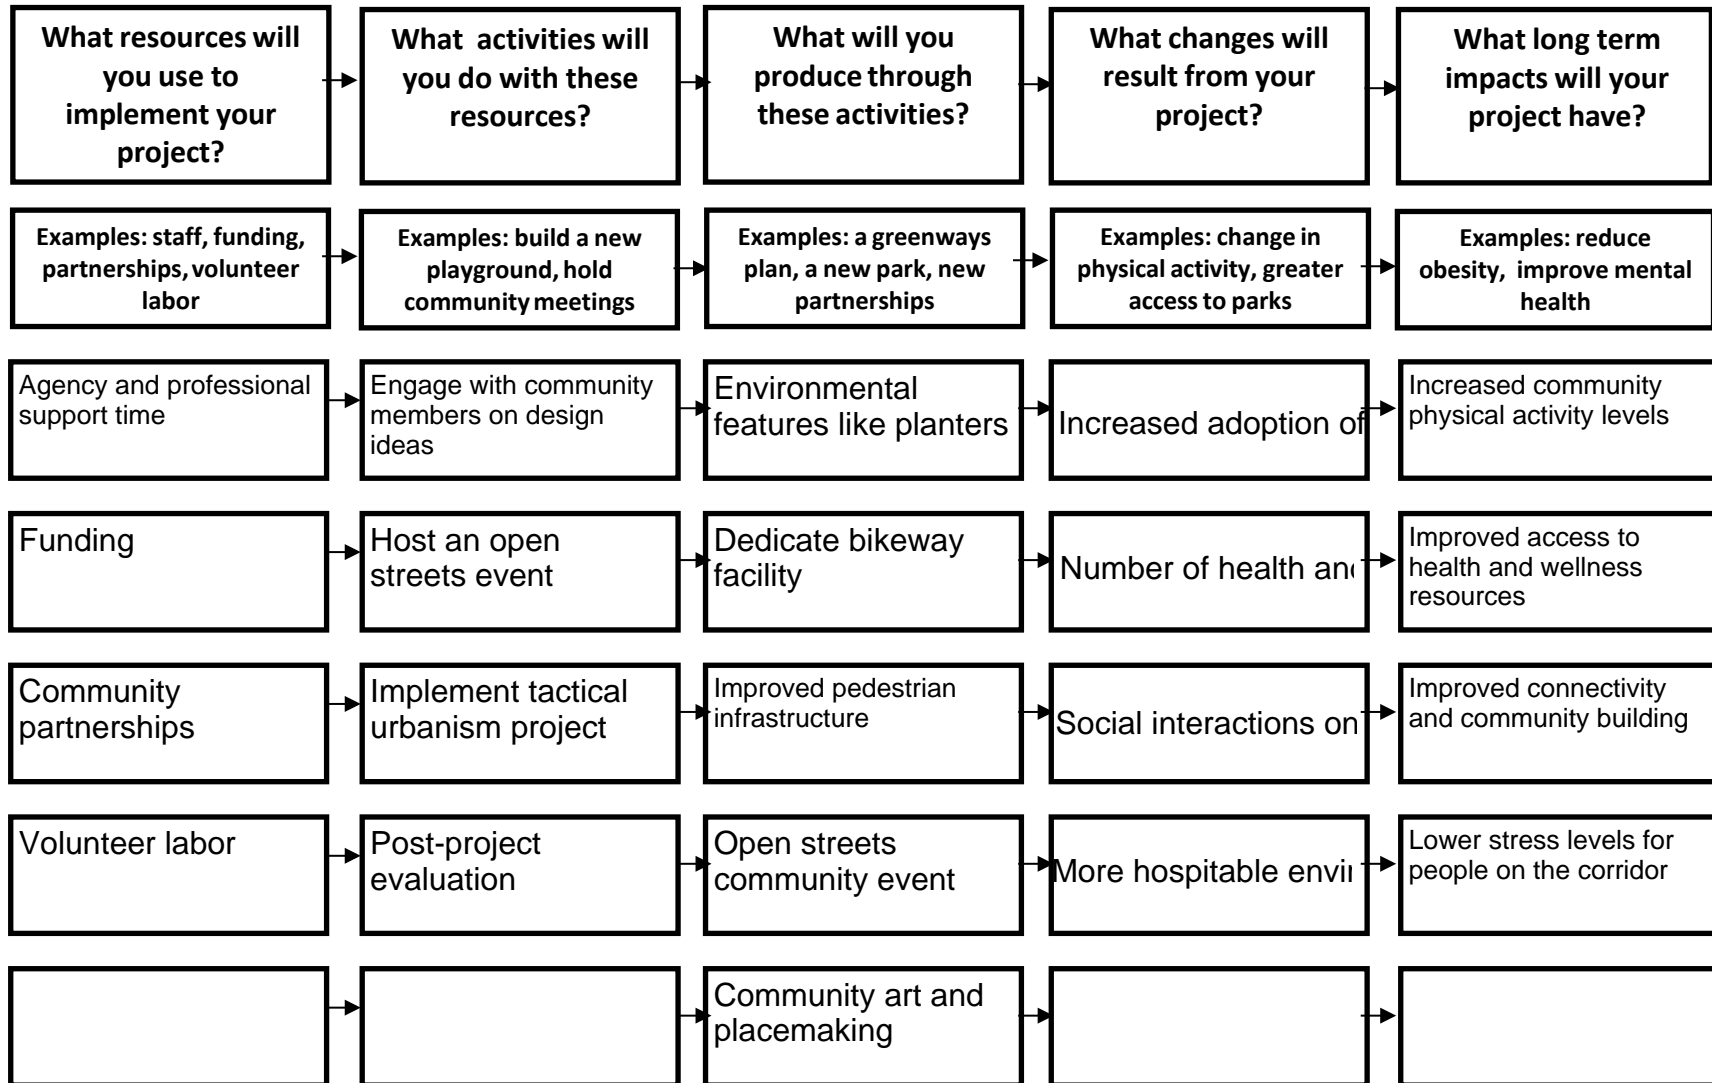 What resources will
you use to
implement your
project?
What activities will
you do with these
resources?
What will you
produce through
these activities?
What changes will
result from your
project?
What long term
impacts will your
project have?
Examples: staff, funding,
partnerships, volunteer
labor
Examples: build a new
playground, hold
community meetings
Examples: a greenways
plan, a new park, new
partnerships
Examples: change in
physical activity, greater
access to parks
Examples: reduce
obesity, improve mental
health
Agency and professional
support time
Engage with community
members on design
ideas
Environmental
features like planters
Increased adoption of
Increased community
physical activity levels
Funding
Host an open
streets event
Dedicate bikeway
facility
Number of health
Improved access to
health and wellness
resources
Community
partnerships
Implement tactical
urbanism project
Improved pedestrian
infrastructure
Social interactions on
Improved connectivity
and community building
Volunteer labor
Post-project
evaluation
Open streets
community event
More hospitable
Lower stress levels for
people on the corridor
Community art and
placemaking